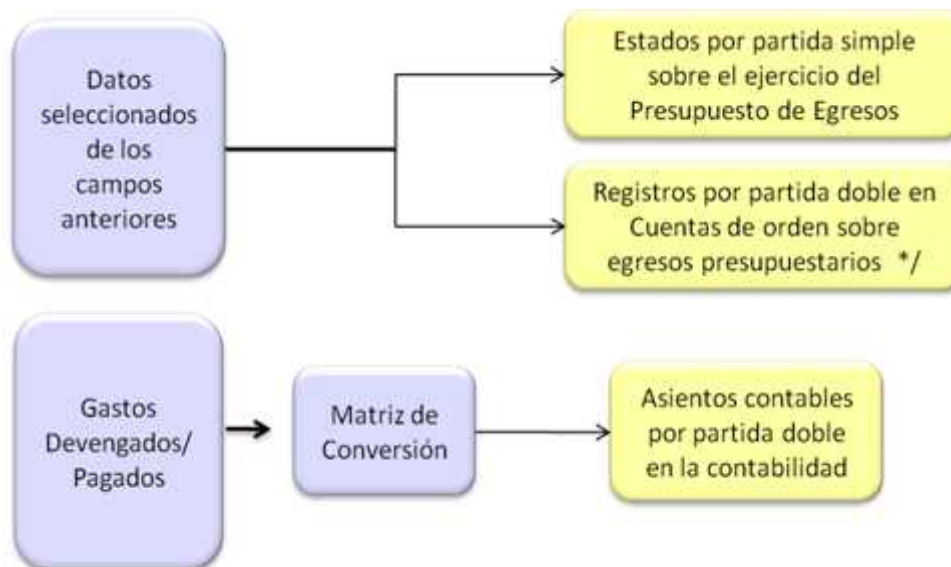 Datos
seleccionados
de los
campos
anteriores
Estados por partida simple
sobre el ejercicio del
Presupuesto de Egresos
Registros por partida doble en
Cuentas de orden sobre
egresos presupuestarios */
Gastos
Devengados/
Pagados
Matriz de
Conversión
Asientos contables
por partida doble
en la contabilidad